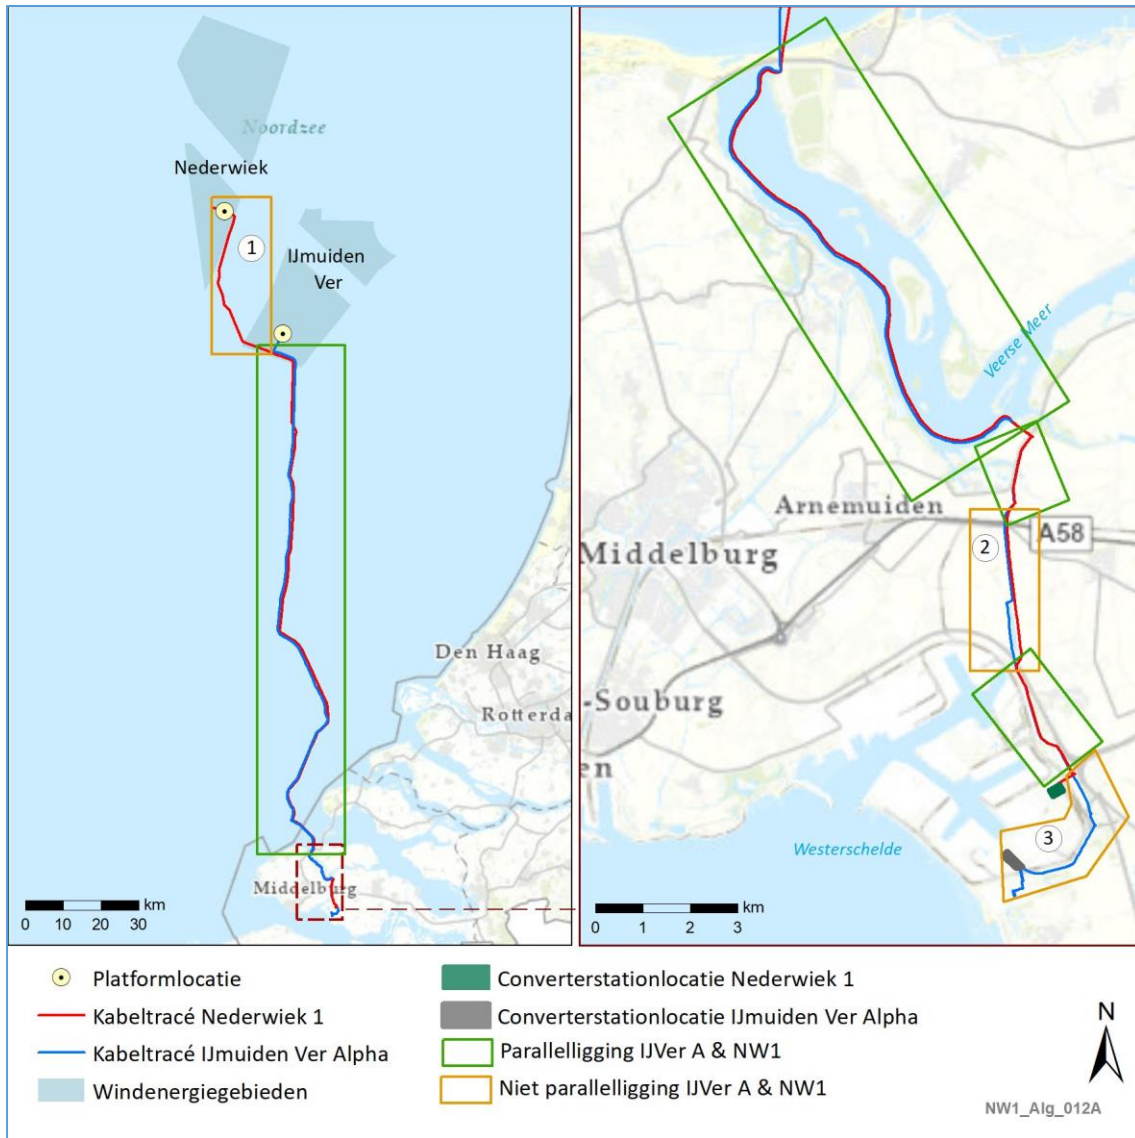 Noordzee
Nederwiek
1
IJmuiden
Ver
Den Haag
Rotterda
Middelburg
km
0 10 20 30
Veerse Meer
Arnemuiden
A58
Middelburg
2
-Souburg
en
3
Westerschelde
km
0 1 2 3
Platformlocatie
Kabeltracé Nederwiek 1
Kabeltracé IJmuiden Ver Alpha
Windenergiegebieden
Converterstationlocatie Nederwiek 1
Converterstationlocatie IJmuiden Ver Alpha
Parallelligging IJVer A & NW1
Niet parallelligging IJVer A & NW1
N
NW1_Alg_012A